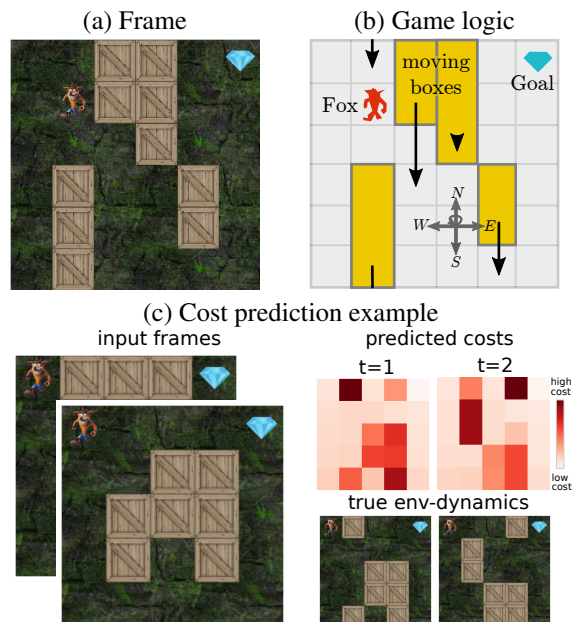 (a) Frame
(b) Game logic
moving
boxes
Goal
Fox
N
W
E
S
(c) Cost prediction example
input frames
predicted costs
t=1
t=2
high
cost
low
cost
true env-dynamics